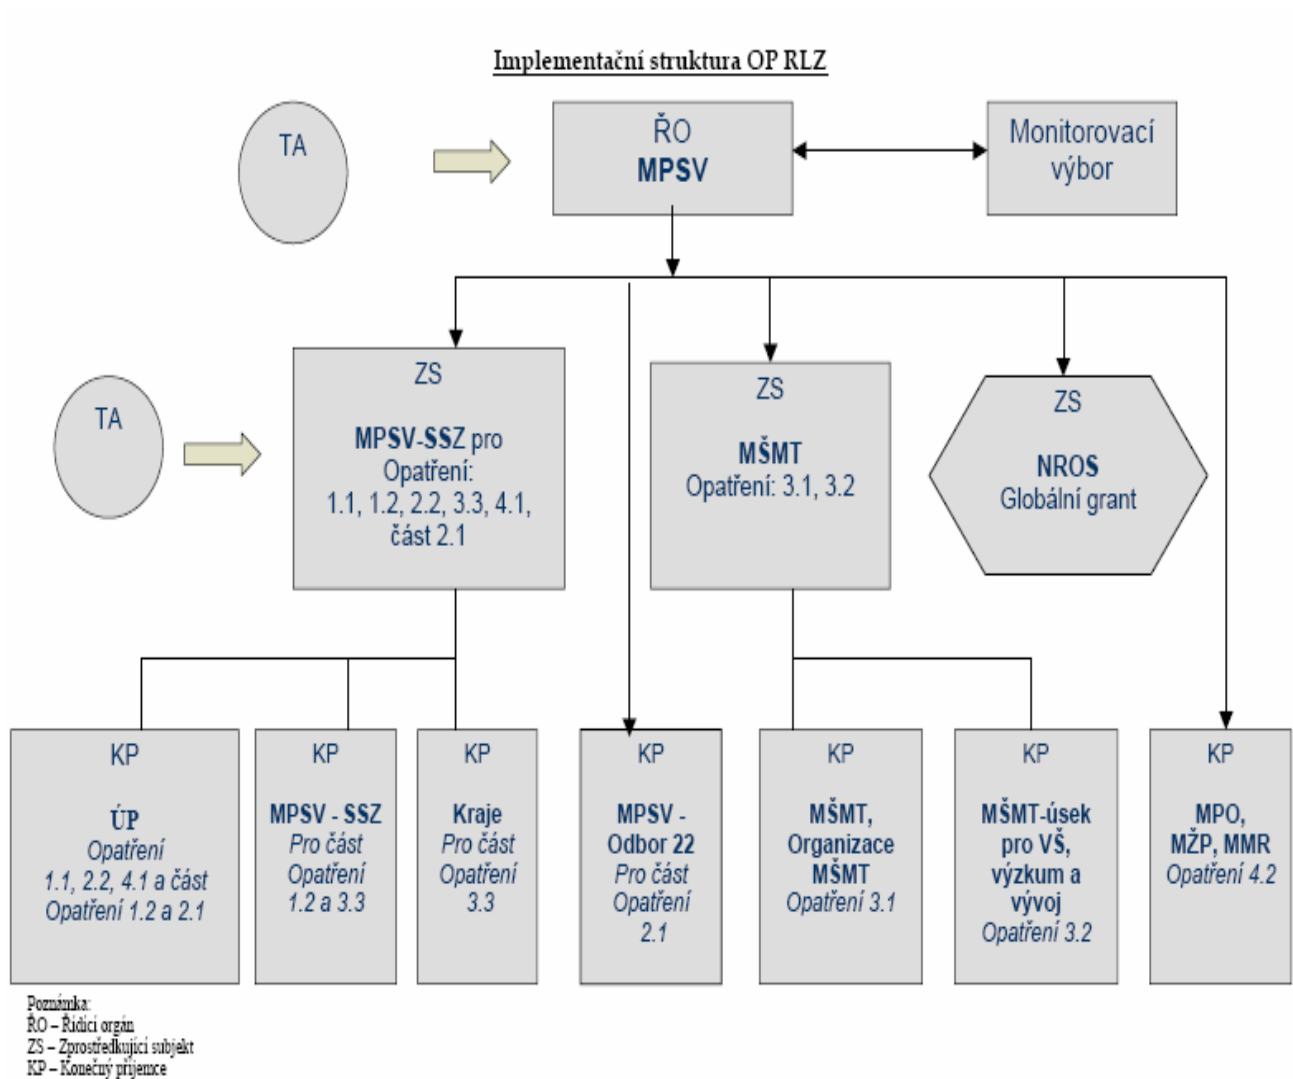 Implementační struktura OP RLZ
TA
ŘO
MPSV
Monitorovací
výbor
TA
ZS
MPSV-SSZ pro
Opatření:
1.1, 1.2, 2.2, 3.3, 4.1,
část 2.1
ZS
MŠMT
Opatření: 3.1, 3.2
ZS
NROS
Globální grant
KP
ÚP
Opatření
1.1, 2.2, 4.1 a část
Opatření 1.2 a 2.1
KP
MPSV - SSZ
Pro část
Opatření
1.2 a 3.3
KP
Kraje
Pro část
Opatření
3.3
KP
MPSV -
Odbor 22
Pro část
Opatření
2.1
KP
MŠMT,
Organizace
MŠMT
Opatření 3.1
KP
MŠMT-úsek
pro VŠ,
výzkum a
vývoj
Opatření 3.2
KP
MPO,
MŽP, MMR
Opatření 4.2
Poznámka:
ŘO – Řídící orgán
ZS – Zprostředkující subjekt
KP – Konečný příjemce